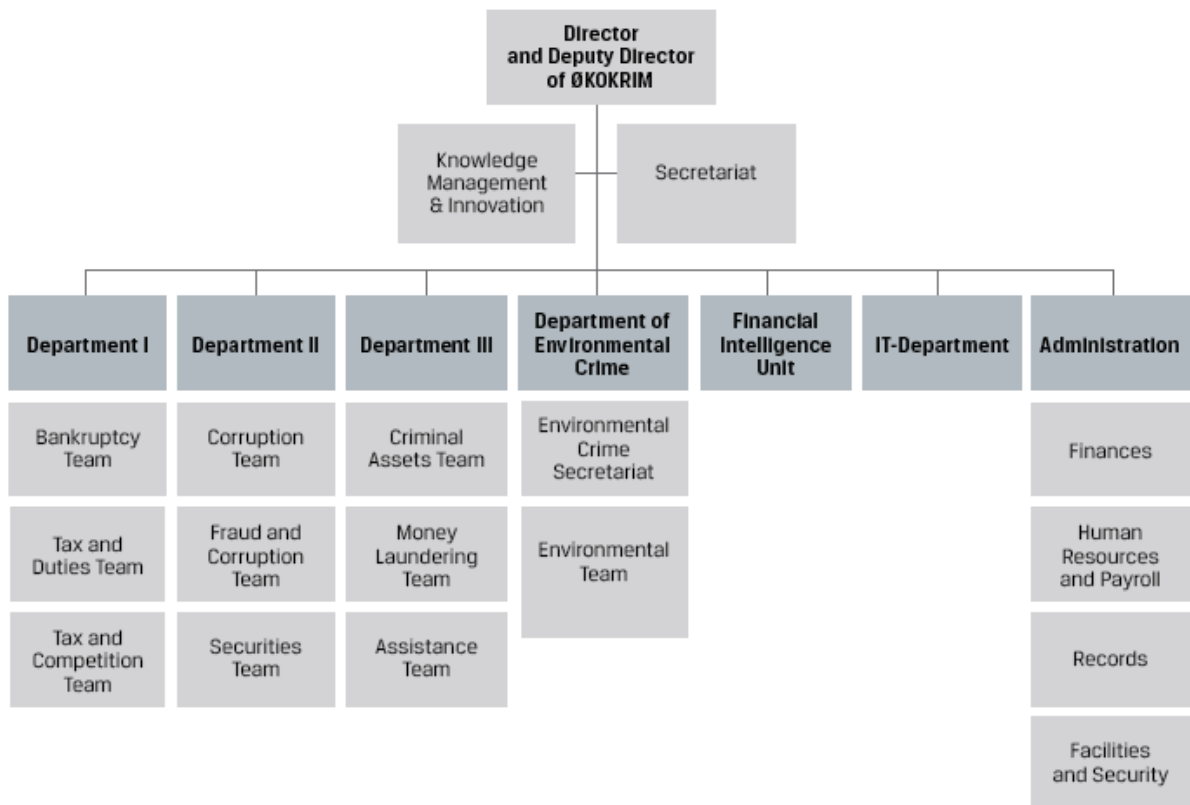 Director
and Deputy Director
of ØKOKRIM
Knowledge
Management
& Innovation
Secretariat
Department I
Department II
Department III
Department of
Environmental
Crime
Financial
Intelligence
Unit
IT-Department
Administration
Bankruptcy
Team
Corruption
Team
Criminal
Assets Team
Environmental
Crime
Secretariat
Finances
Tax and
Duties Team
Fraud and
Corruption
Team
Money
Laundering
Team
Environmental
Team
Human
Resources
and Payroll
Tax and
Competition
Team
Securities
Team
Assistance
Team
Records
Facilities
and Security